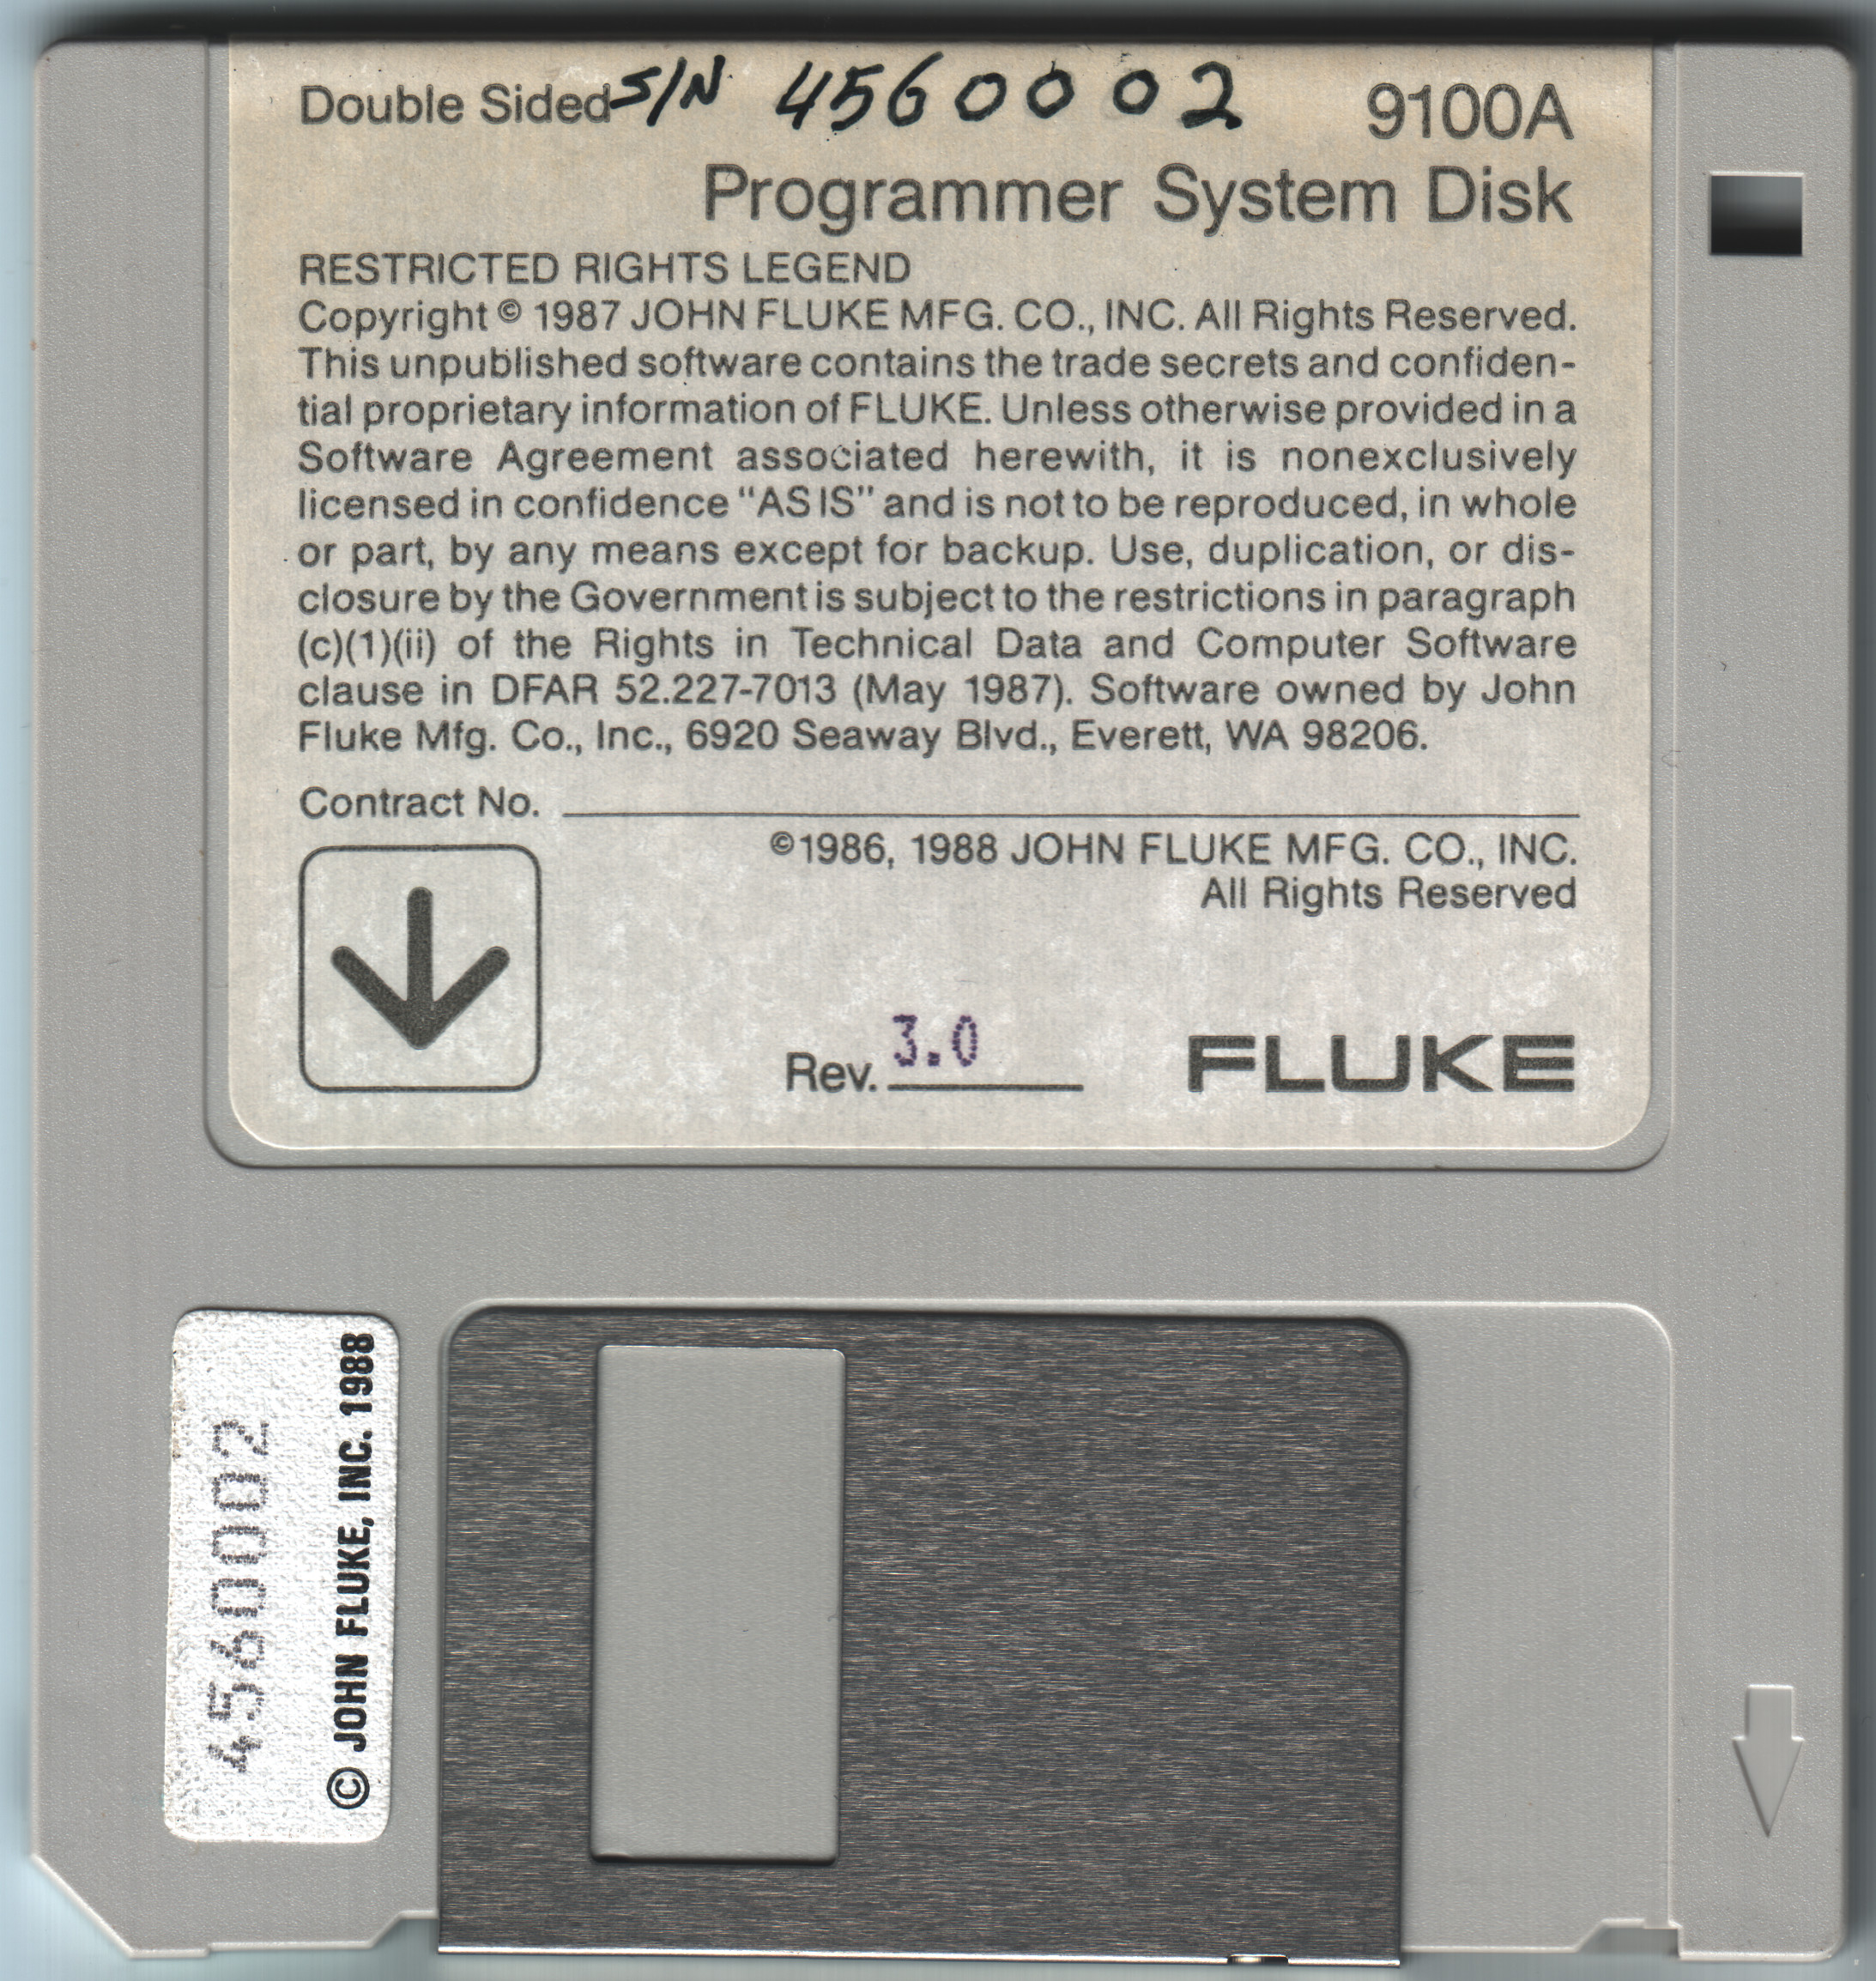 Double Sided S/N 4560002 9100A
Programmer System Disk
RESTRICTED RIGHTS LEGEND
Copyright © 1987 JOHN FLUKE MFG. CO., INC. All Rights Reserved.
This unpublished software contains the trade secrets and confiden-
tial proprietary information of FLUKE. Unless otherwise provided in a
Software Agreement associated herewith, it is nonexclusively
licensed in confidence "AS IS" and is not to be reproduced, in whole
or part, by any means except for backup. Use, duplication, or dis-
closure by the Government is subject to the restrictions in paragraph
(c)(1)(ii) of the Rights in Technical Data and Computer Software
clause in DFAR 52.227-7013 (May 1987). Software owned by John
Fluke Mfg. Co., Inc., 6920 Seaway Blvd., Everett, WA 98206.
Contract No.
©1986, 1988 JOHN FLUKE MFG. CO., INC.
All Rights Reserved
Rev. 3.0
FLUKE
4560002
© JOHN FLUKE, INC. 1988